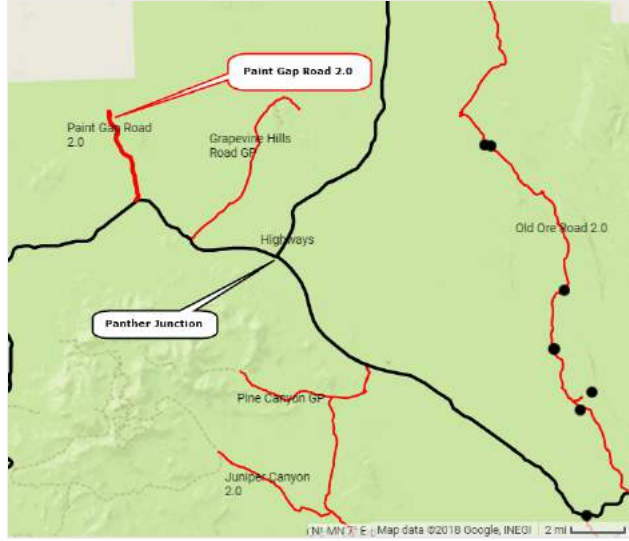 Paint Gap Road 2.0
Paint Gap Road
2.0
Grapevine Hills
Road GP
Old Ore Road 2.0
Highways
Panther Junction
Pine Canyon GP
Juniper Canyon
2.0
Map data ©2018 Google, INEGI
2 mi